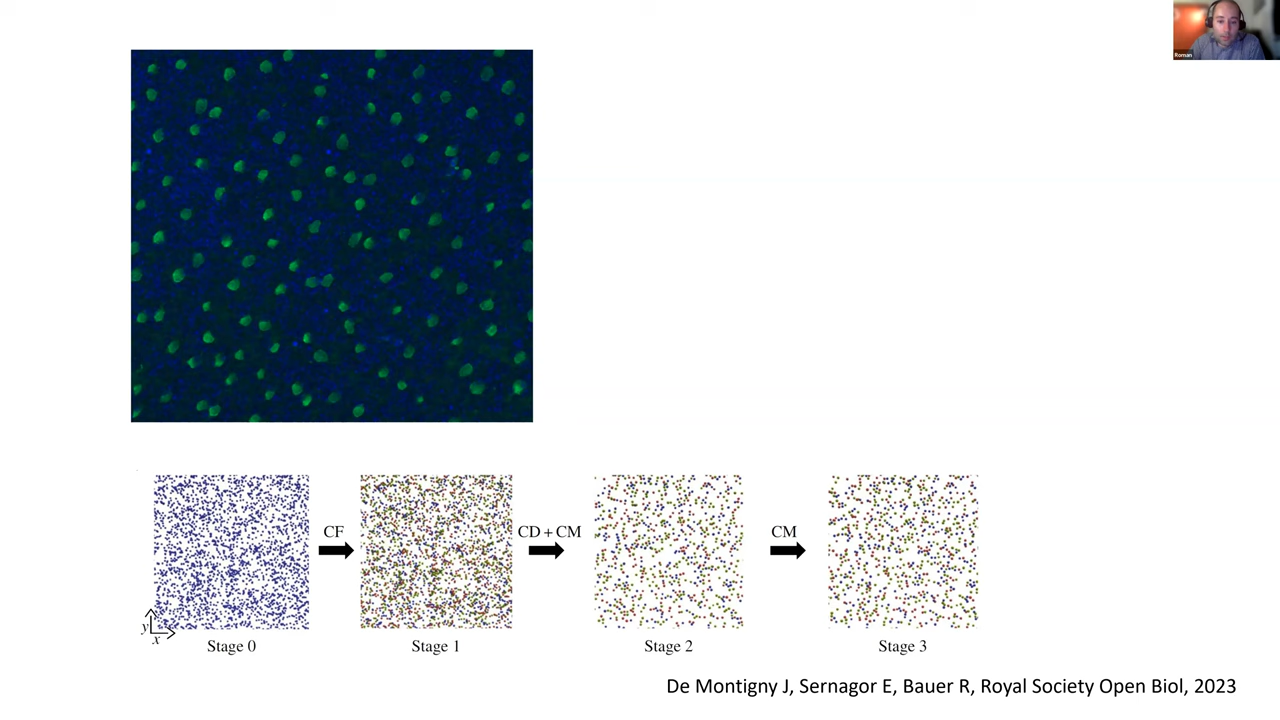 Roman
CF
CD + CM
CM
y
x
Stage 0
Stage 1
Stage 2
Stage 3
De Montigny J, Sernagor E, Bauer R, Royal Society Open Biol, 2023